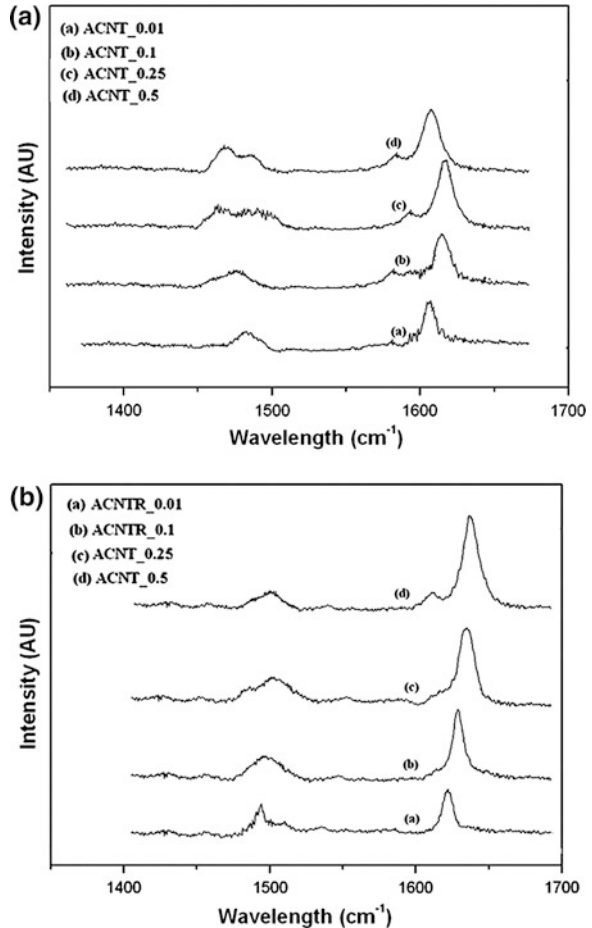 (a)
(a) ACNT_0.01
(b) ACNT_0.1
(c) ACNT_0.25
(d) ACNT_0.5
(d)
(c)
(b)
(a)
Intensity (AU)
1400 1500 1600 1700
Wavelength (cm-1)
(b)
(a) ACNTR_0.01
(b) ACNTR_0.1
(c) ACNT_0.25
(d) ACNT_0.5
(d)
(c)
(b)
(a)
Intensity (AU)
1400 1500 1600 1700
Wavelength (cm-1)